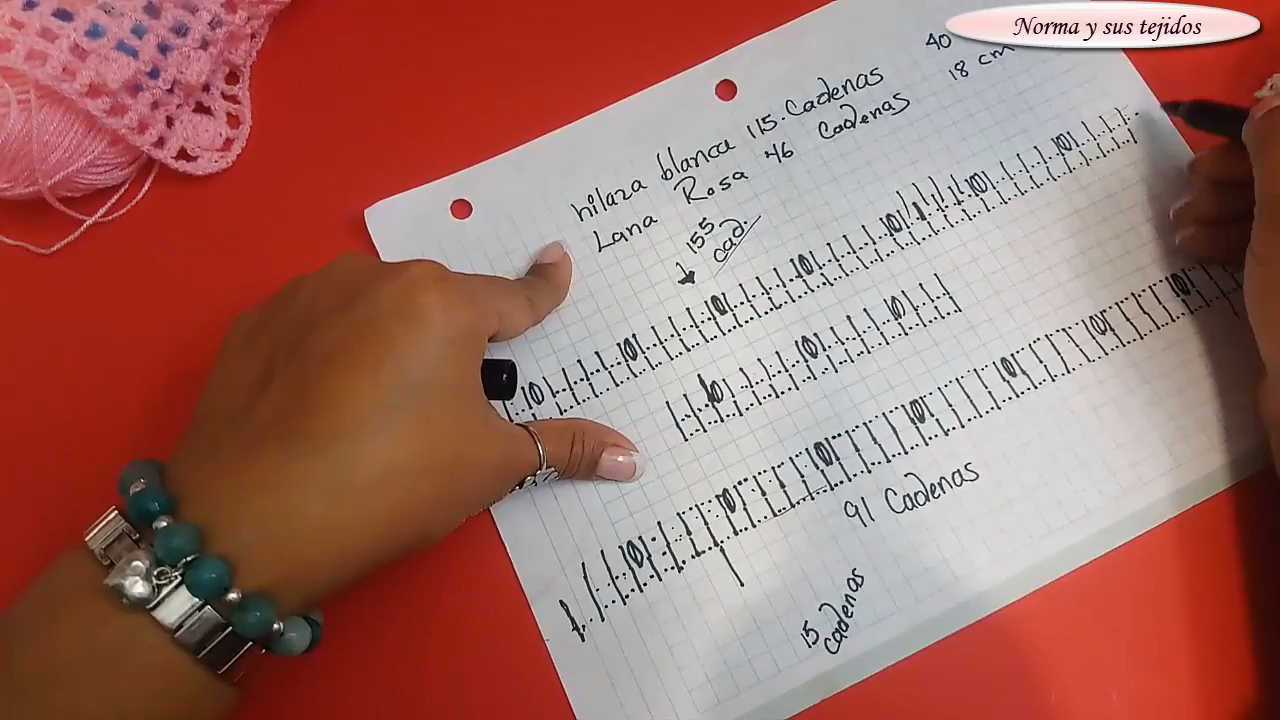 Norma y sus tejidos
hilaza blanca 115. Cadenas
40
Lana Rosa 46 Cadenas
18 cm
155
cad.
91 Cadenas
15
cadenas